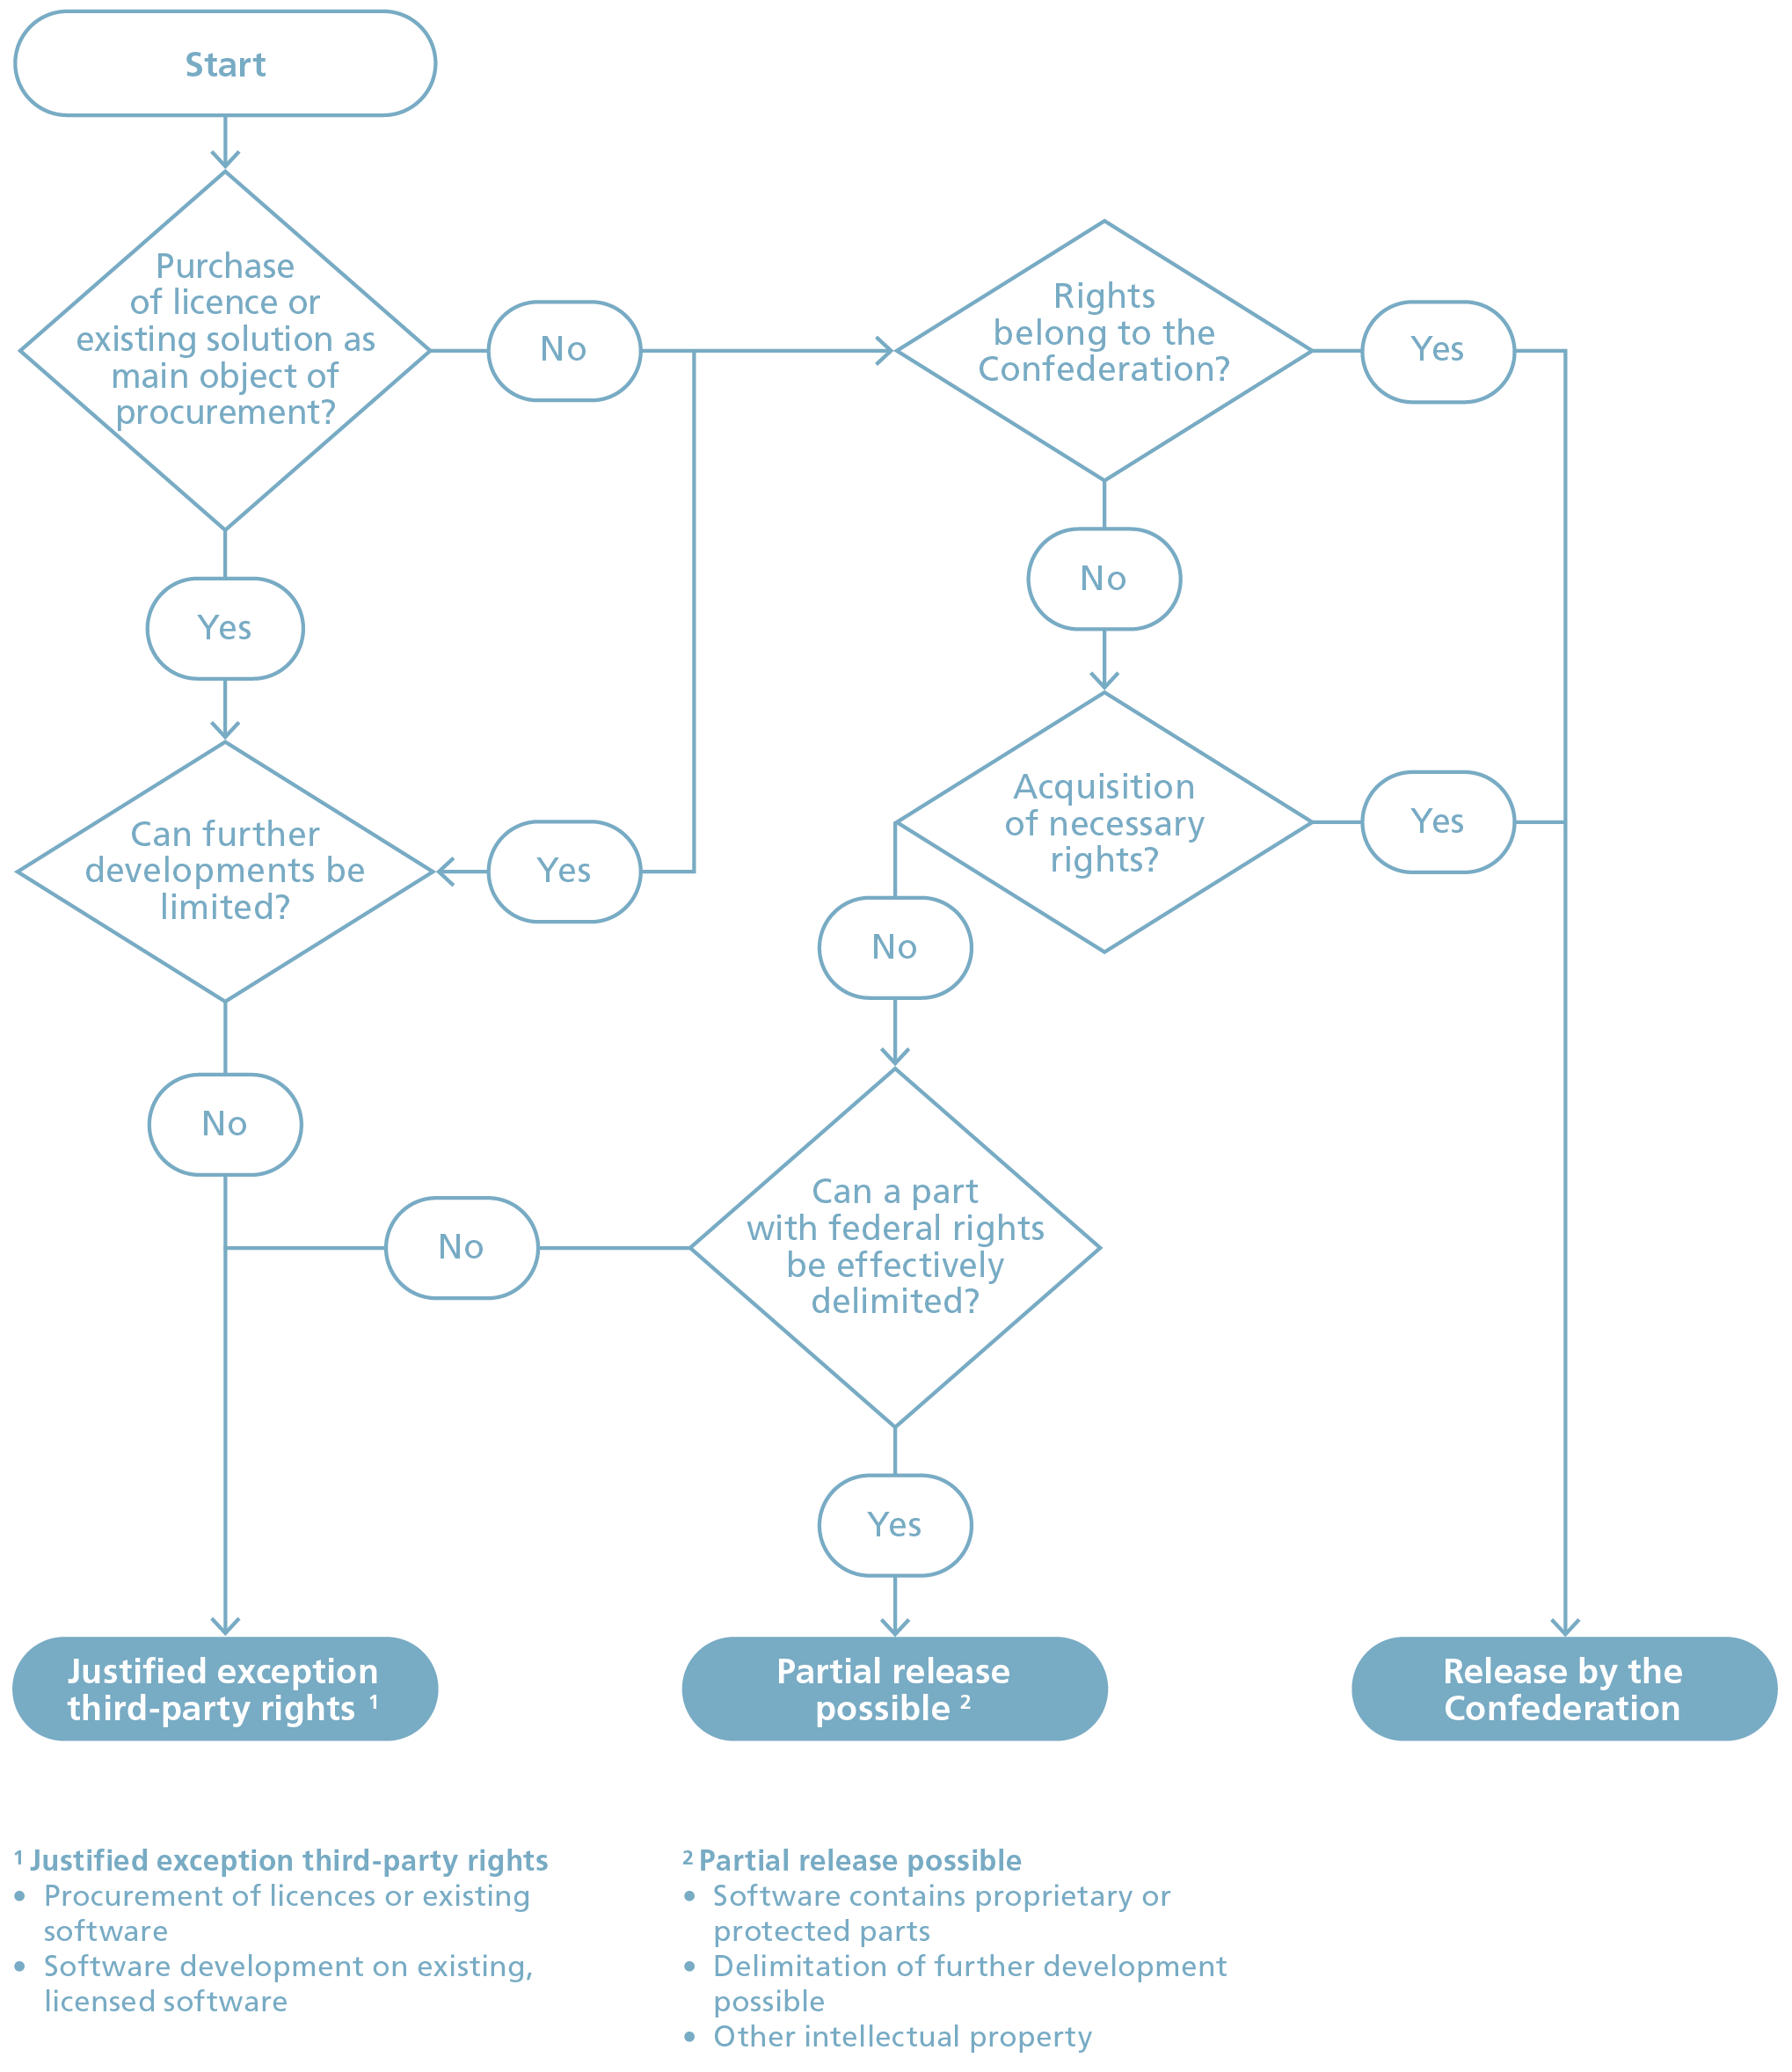 Start
Purchase
of licence or
existing solution as
main object of
procurement?
No
Rights
belong to the
Confederation?
Yes
No
Yes
Acquisition
of necessary
rights?
Yes
Can further
developments be
limited?
Yes
No
No
Can a part
with federal rights
be effectively
delimited?
No
Yes
Justified exception
third-party rights 1
Partial release
possible 2
Release by the
Confederation
1 Justified exception third-party rights
• Procurement of licences or existing
software
• Software development on existing,
licensed software
2 Partial release possible
• Software contains proprietary or
protected parts
• Delimitation of further development
possible
• Other intellectual property